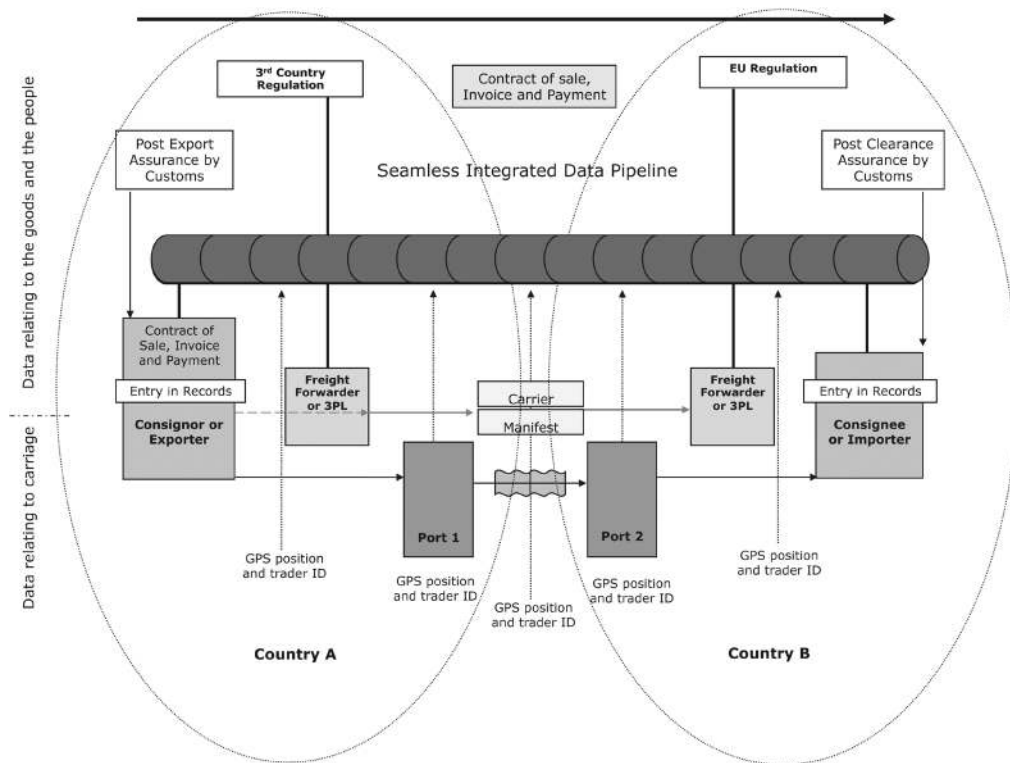 3rd Country
Regulation
Contract of sale,
Invoice and Payment
EU Regulation
Post Export
Assurance by
Customs
Post Clearance
Assurance by
Customs
Seamless Integrated Data Pipeline
Data relating to the goods and the people
Contract of
Sale, Invoice
and Payment
Entry in Records
Consignor or
Exporter
Freight
Forwarder
or 3PL
Carrier
Manifest
Freight
Forwarder
or 3PL
Entry in Records
Consignee
or Importer
Data relating to carriage
Port 1
Port 2
GPS position
and trader ID
GPS position
and trader ID
GPS position
and trader ID
GPS position
and trader ID
GPS position
and trader ID
Country A
Country B